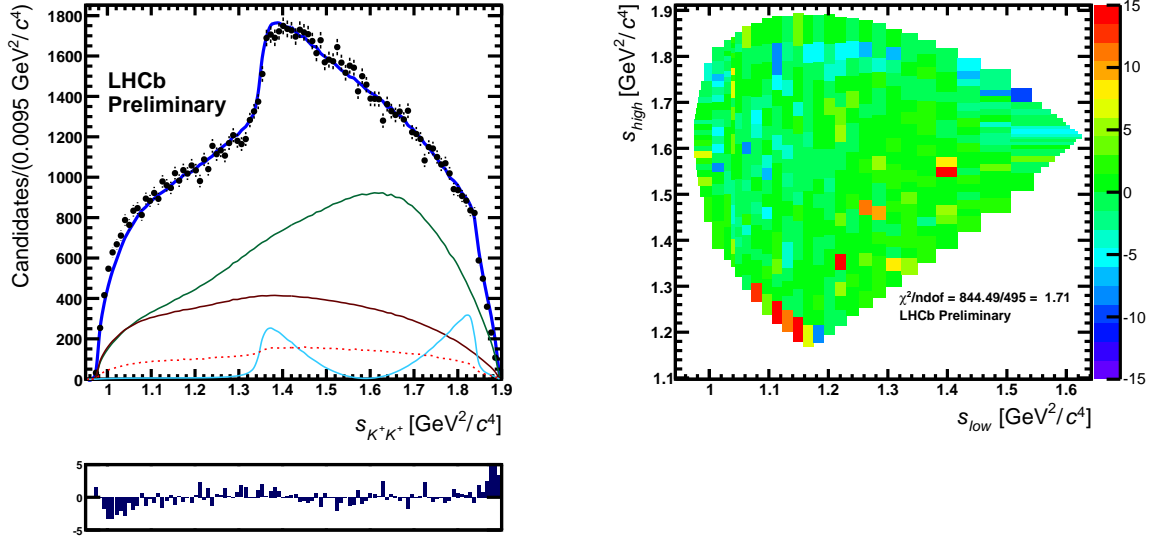 Candidates/(0.0095 GeV²/c⁴)
1800
1600
1400
1200
1000
800
600
400
200
0
LHCb
Preliminary
1 1.1 1.2 1.3 1.4 1.5 1.6 1.7 1.8 1.9
s_{K⁺K⁺} [GeV²/c⁴]
5
0
-5
s_{high} [GeV²/c⁴]
1.9
1.8
1.7
1.6
1.5
1.4
1.3
1.2
1.1
χ²/ndof = 844.49/495 = 1.71
LHCb Preliminary
1 1.1 1.2 1.3 1.4 1.5 1.6
s_{low} [GeV²/c⁴]
15
10
5
0
-5
-10
-15